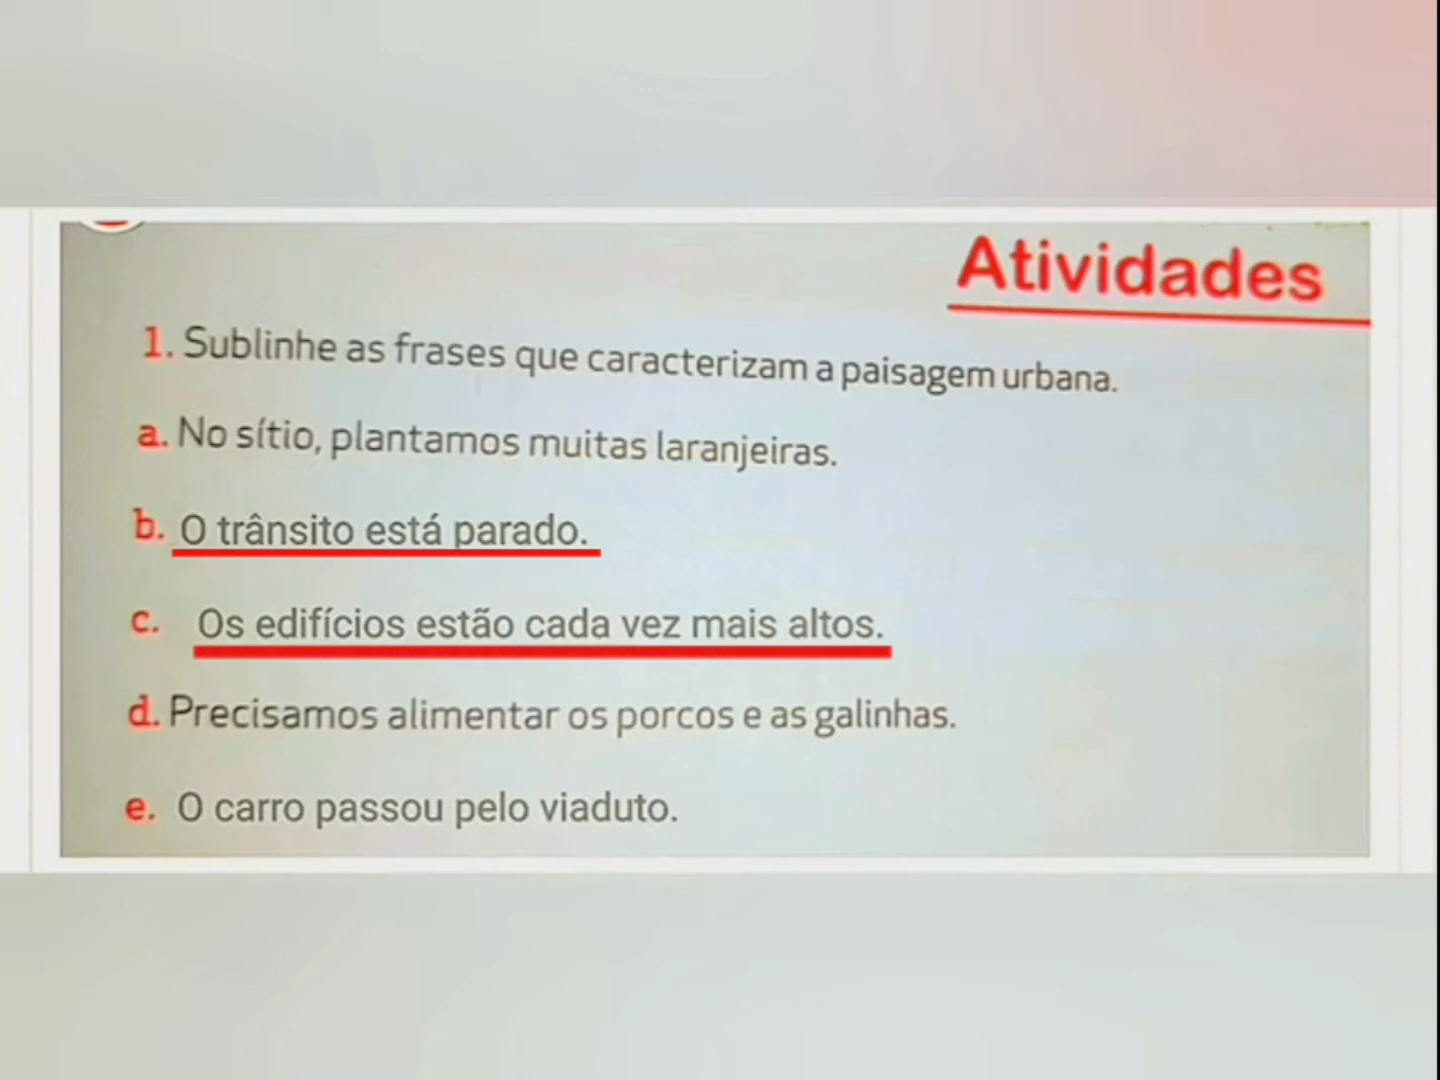 Atividades
1. Sublinhe as frases que caracterizam a paisagem urbana.
a. No sítio, plantamos muitas laranjeiras.
b. O trânsito está parado.
c. Os edifícios estão cada vez mais altos.
d. Precisamos alimentar os porcos e as galinhas.
e. O carro passou pelo viaduto.